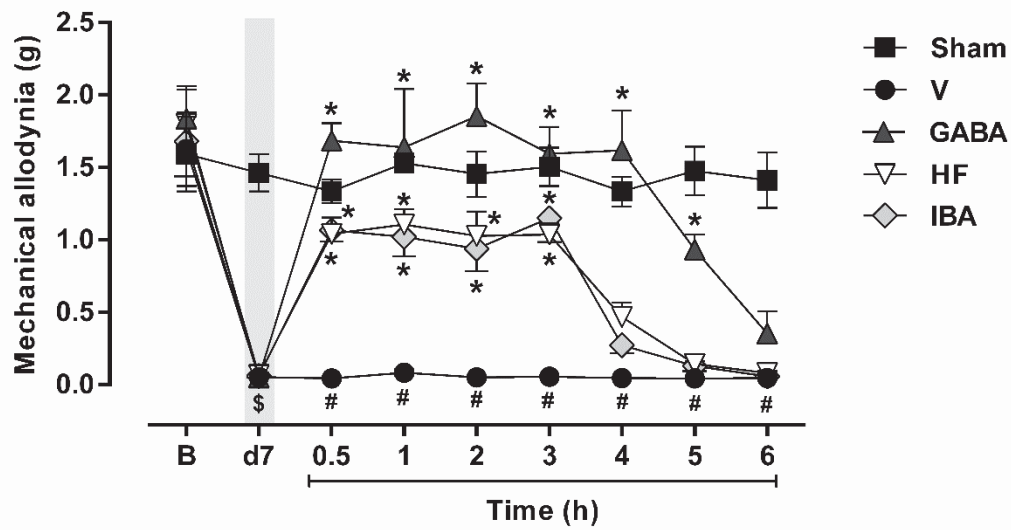 Mechanical allodynia (g)
2.5
2.0
1.5
1.0
0.5
0.0
* * * * *
* * * * *
* * * *
$ # # # # # # #
B d7 0.5 1 2 3 4 5 6
Time (h)
Sham
V
GABA
HF
IBA